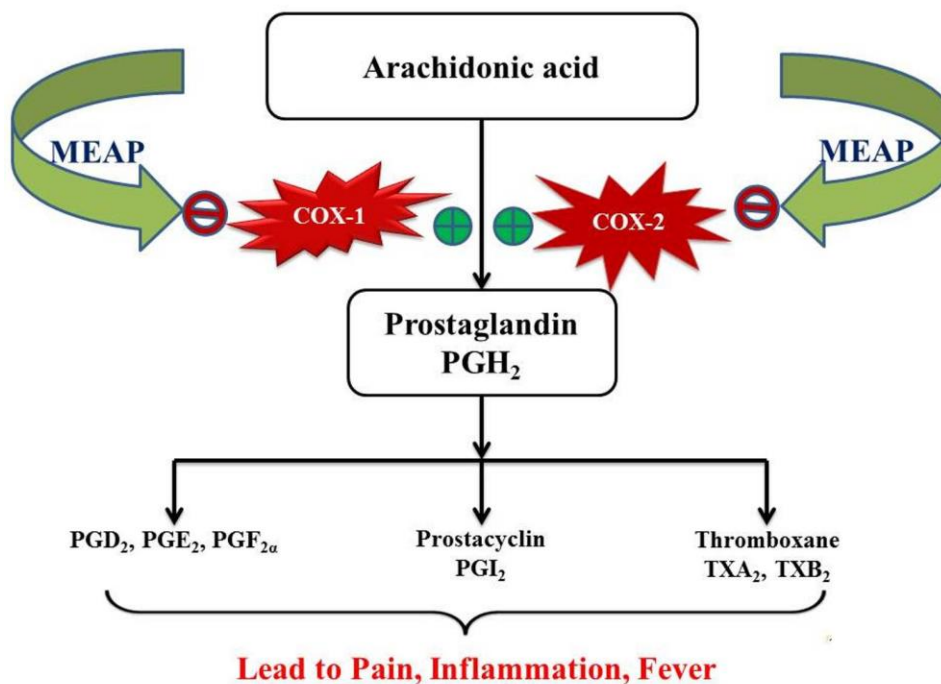 Arachidonic acid
MEAP
MEAP
COX-1
COX-2
Prostaglandin
PGH₂
PGD₂, PGE₂, PGF₂α
Prostacyclin
PGI₂
Thromboxane
TXA₂, TXB₂
Lead to Pain, Inflammation, Fever